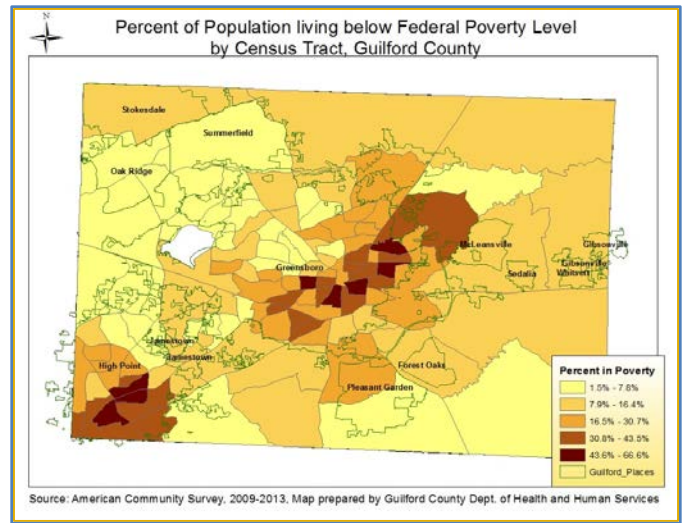 Percent of Population living below Federal Poverty Level
by Census Tract, Guilford County
N
Stokesdale
Summerfield
Oak Ridge
McLeansville
Gibsonville
Greensboro
Gibsonville
Sedalia
Whitsett
Jamestown
Jamestown
High Point
Forest Oaks
Pleasant Garden
Percent in Poverty
1.5% - 7.8%
7.9% - 16.4%
16.5% - 30.7%
30.8% - 43.5%
43.6% - 66.6%
Guilford_Places
Source: American Community Survey, 2009-2013, Map prepared by Guilford County Dept. of Health and Human Services